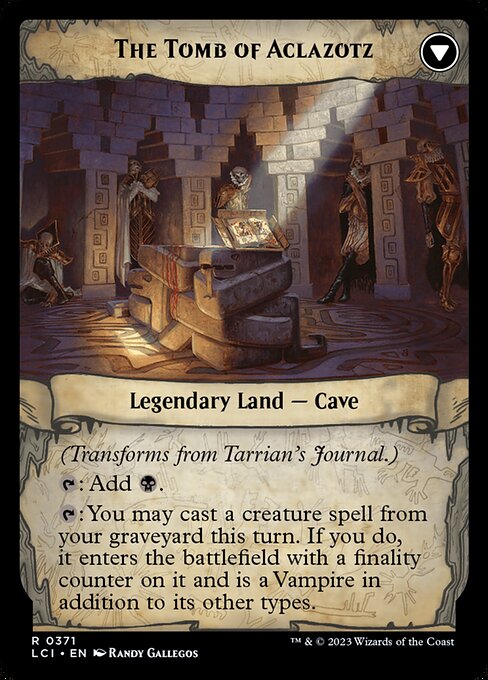 The Tomb of Aclazotz
Legendary Land — Cave
(Transforms from Tarrian's Journal.)
: Add .
: You may cast a creature spell from
your graveyard this turn. If you do,
it enters the battlefield with a finality
counter on it and is a Vampire in
addition to its other types.
R 0371
LCI • EN Randy Gallegos
™ & © 2023 Wizards of the Coast